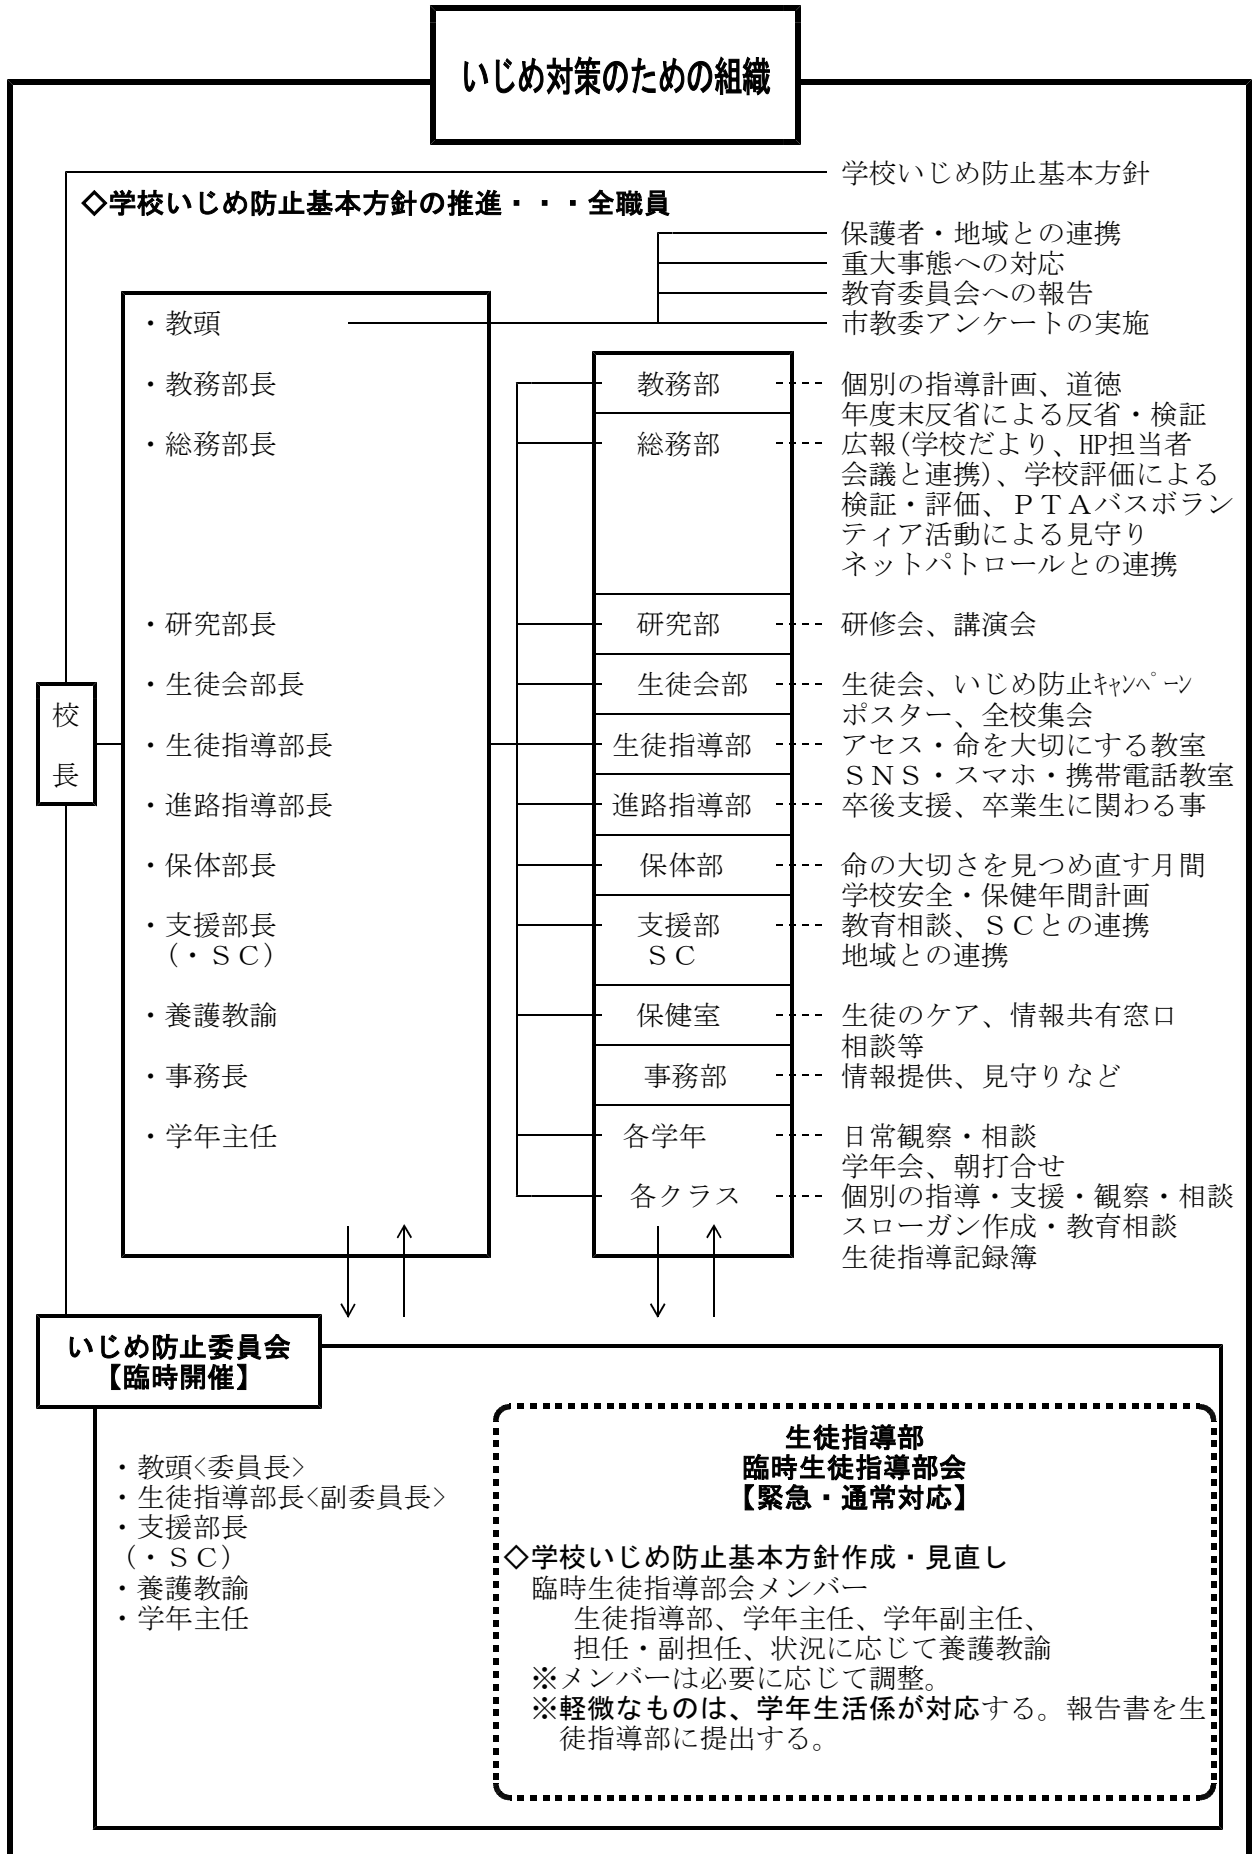 いじめ対策のための組織
学校いじめ防止基本方針
◇学校いじめ防止基本方針の推進・・・全職員
保護者・地域との連携
重大事態への対応
教育委員会への報告
・教頭 市教委アンケートの実施
・教務部長 教務部 個別の指導計画、道徳
年度末反省による反省・検証
・総務部長 総務部 広報(学校だより、HP担当者
会議と連携)、学校評価による
検証・評価、ＰＴＡバスボラン
ティア活動による見守り
ネットパトロールとの連携
・研究部長 研究部 研修会、講演会
・生徒会部長 生徒会部 生徒会、いじめ防止ｷｬﾝﾍﾟｰﾝ
ポスター、全校集会
校
長
・生徒指導部長 生徒指導部 アセス・命を大切にする教室
ＳＮＳ・スマホ・携帯電話教室
・進路指導部長 進路指導部 卒後支援、卒業生に関わる事
・保体部長 保体部 命の大切さを見つめ直す月間
学校安全・保健年間計画
・支援部長 支援部 教育相談、ＳＣとの連携
（・ＳＣ） ＳＣ 地域との連携
・養護教諭 保健室 生徒のケア、情報共有窓口
相談等
・事務長 事務部 情報提供、見守りなど
・学年主任 各学年 日常観察・相談
学年会、朝打合せ
各クラス 個別の指導・支援・観察・相談
スローガン作成・教育相談
生徒指導記録簿
いじめ防止委員会
【臨時開催】
・教頭<委員長>
・生徒指導部長<副委員長>
・支援部長
（・ＳＣ）
・養護教諭
・学年主任
生徒指導部
臨時生徒指導部会
【緊急・通常対応】
◇学校いじめ防止基本方針作成・見直し
臨時生徒指導部会メンバー
生徒指導部、学年主任、学年副主任、
担任・副担任、状況に応じて養護教諭
※メンバーは必要に応じて調整。
※軽微なものは、学年生活係が対応する。報告書を生
徒指導部に提出する。